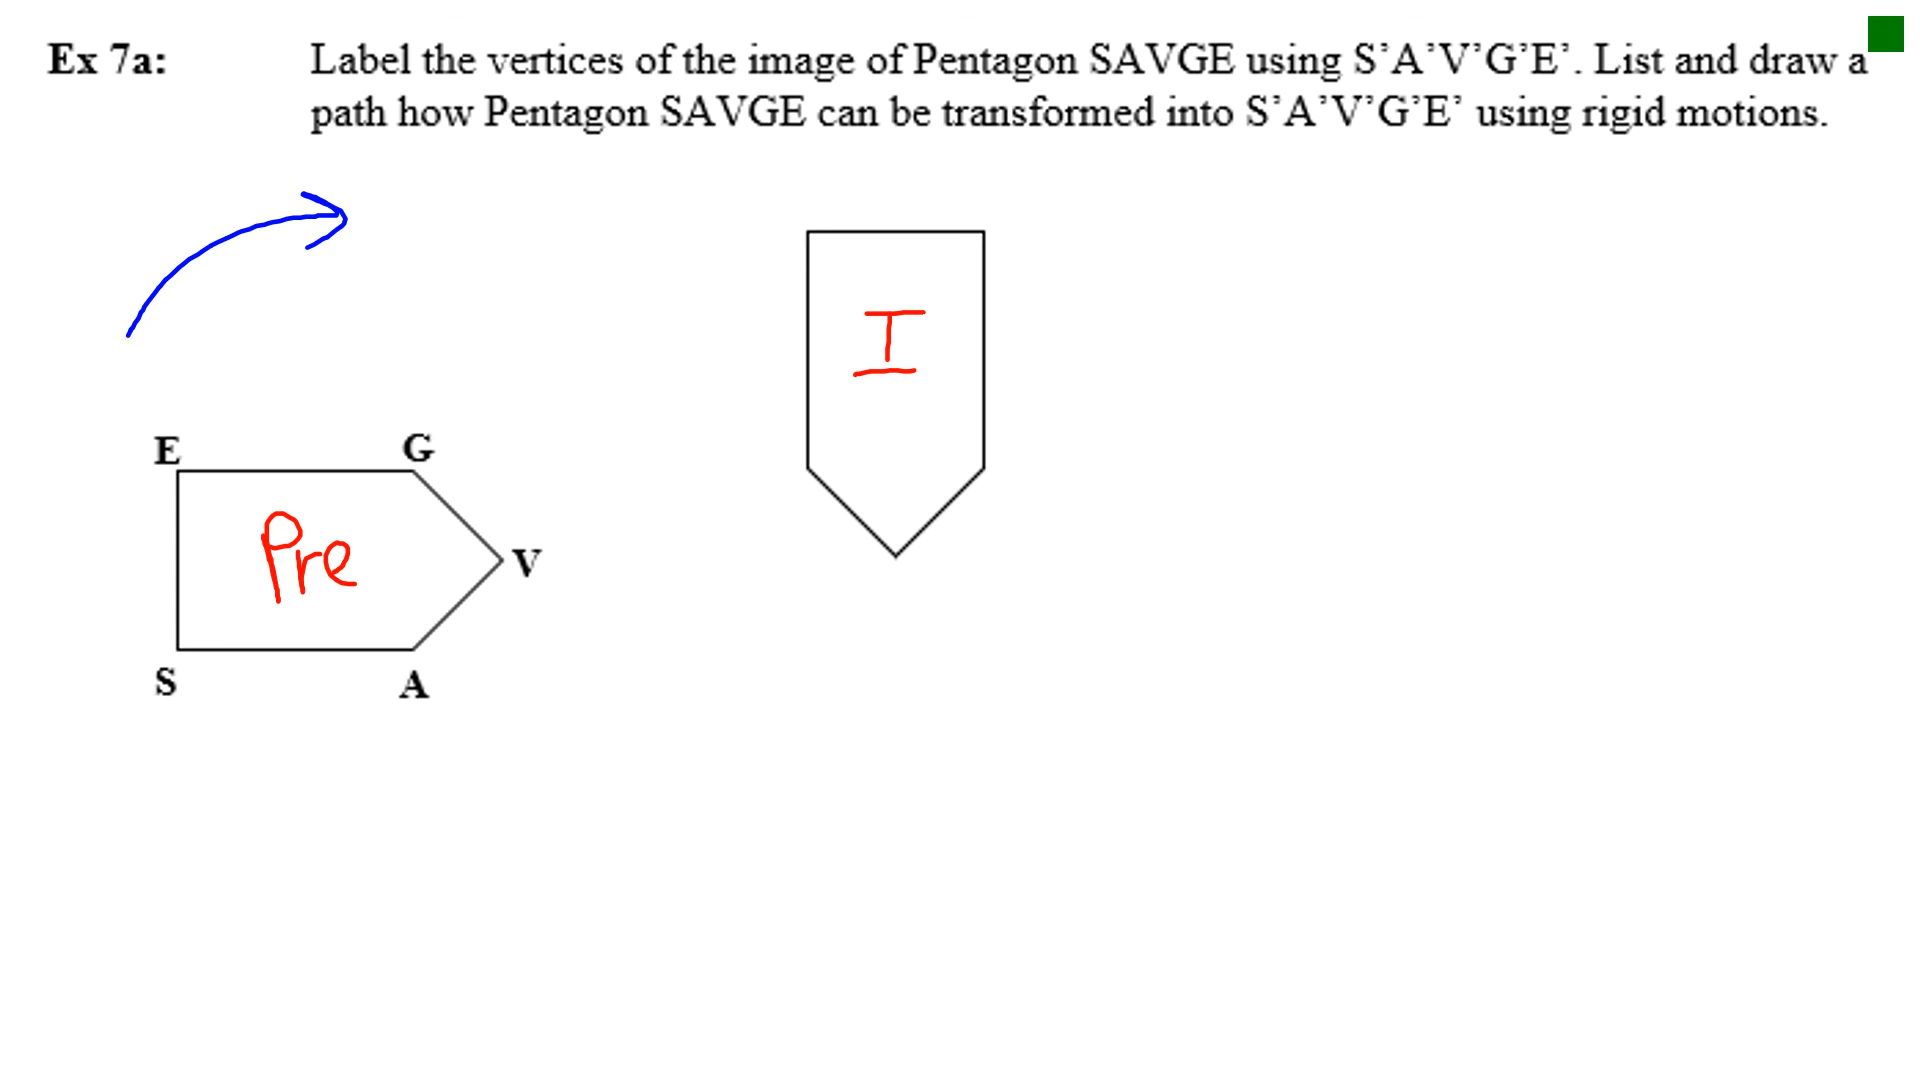 Ex 7a: Label the vertices of the image of Pentagon SAVGE using S’A’V’G’E’. List and draw a
path how Pentagon SAVGE can be transformed into S’A’V’G’E’ using rigid motions.
I
E G
Pre
V
S A